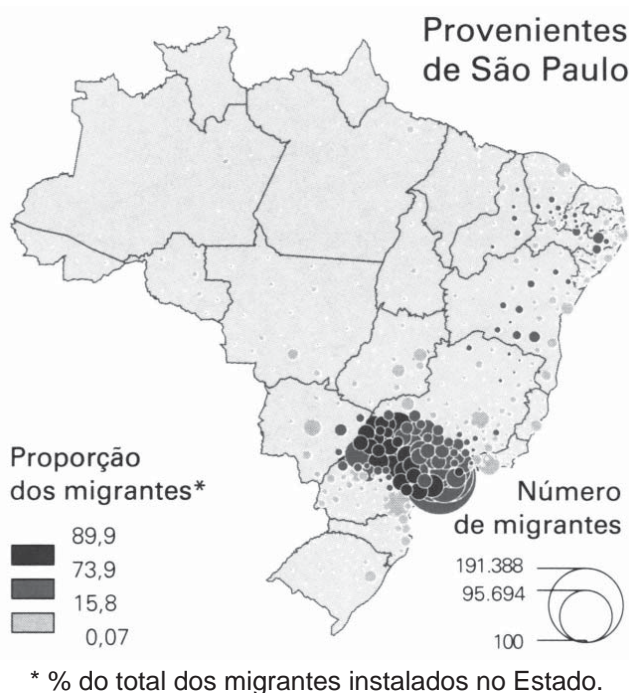 Provenientes
de São Paulo
Proporção
dos migrantes*
89,9
73,9
15,8
0,07
Número
de migrantes
191.388
95.694
100
* % do total dos migrantes instalados no Estado.